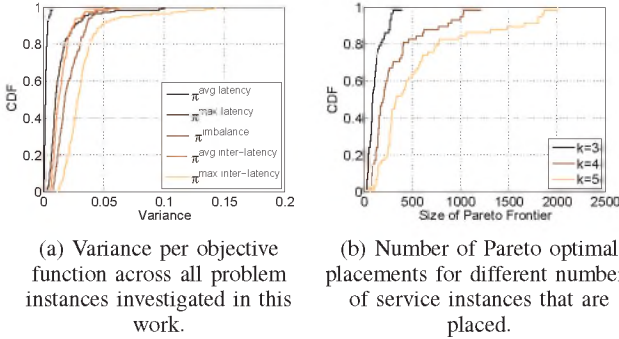 1
0.8
0.6
0.4
0.2
0
CDF
0
0.05
0.1
0.15
0.2
Variance
π^avg latency
π^max latency
π^imbalance
π^avg inter-latency
π^max inter-latency
1
0.8
0.6
0.4
0.2
0
CDF
0
500
1000
1500
2000
2500
Size of Pareto Frontier
k=3
k=4
k=5
(a) Variance per objective
function across all problem
instances investigated in this
work.
(b) Number of Pareto optimal
placements for different number
of service instances that are
placed.